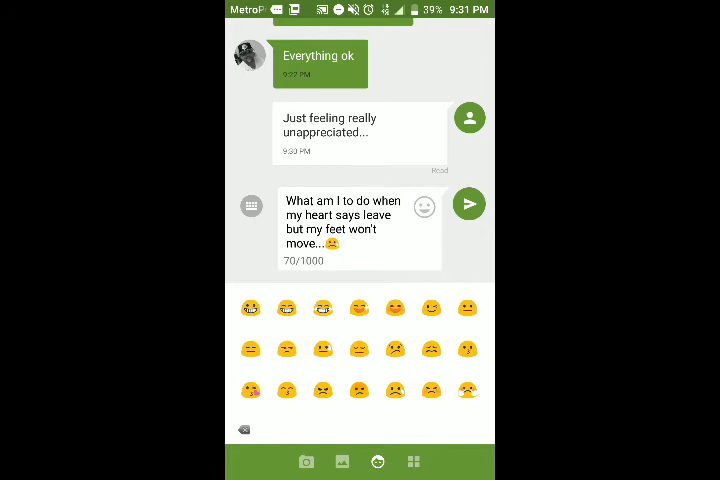 MetroP
39% 9:31 PM
Everything ok
9:22 PM
Just feeling really
unappreciated...
9:30 PM
Read
What am I to do when
my heart says leave
but my feet won't
move...😢
70/1000